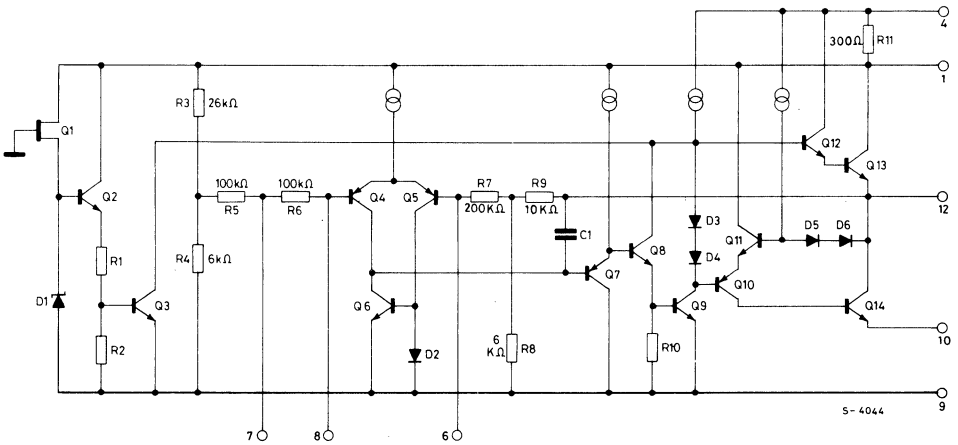 4
300Ω R11
1
R3 26kΩ
Q1
Q12
Q13
Q2
100kΩ
R5
100kΩ
R6
Q4
Q5
R7
200KΩ
R9
10KΩ
12
C1
D3
D5 D6
Q11
R1
R4 6kΩ
Q8
D4
Q7
Q10
D1
Q3
Q6
Q9
Q14
R2
D2
6
KΩ R8
R10
10
9
S-4044
7 8 6